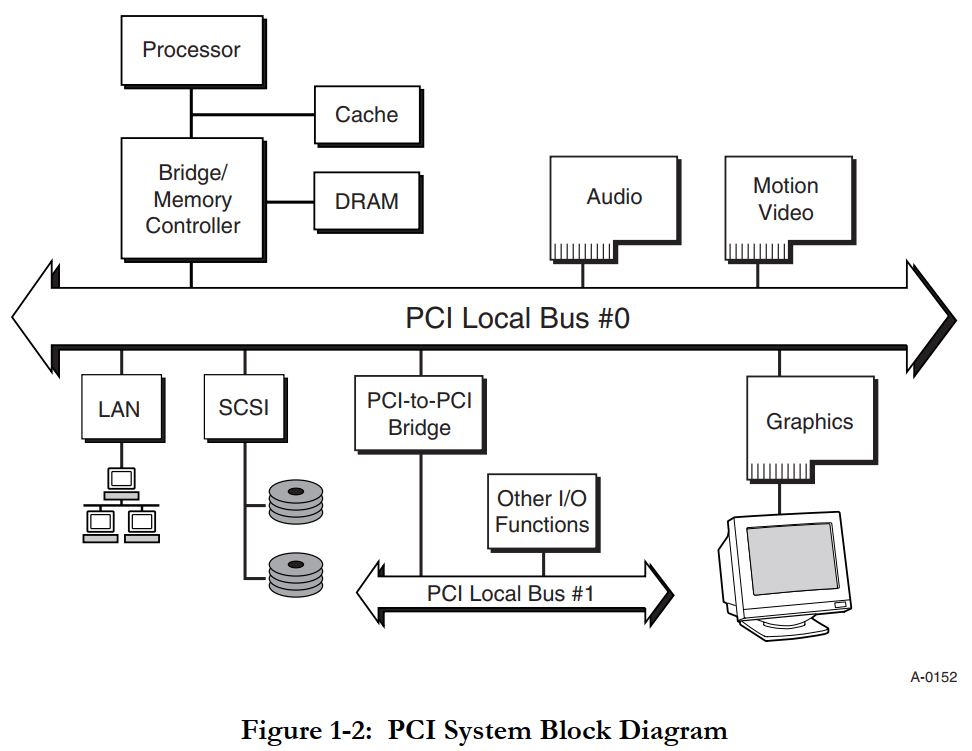 Processor
Cache
Bridge/
Memory
Controller
DRAM
Audio
Motion
Video
PCI Local Bus #0
LAN
SCSI
PCI-to-PCI
Bridge
Graphics
Other I/O
Functions
PCI Local Bus #1
A-0152
Figure 1-2: PCI System Block Diagram